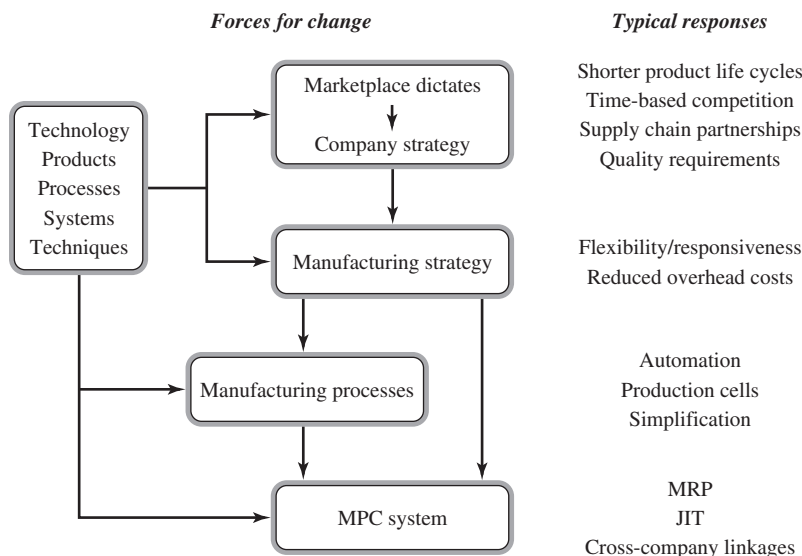 Forces for change
Typical responses
Technology
Products
Processes
Systems
Techniques
Marketplace dictates
Company strategy
Shorter product life cycles
Time-based competition
Supply chain partnerships
Quality requirements
Manufacturing strategy
Flexibility/responsiveness
Reduced overhead costs
Manufacturing processes
Automation
Production cells
Simplification
MPC system
MRP
JIT
Cross-company linkages